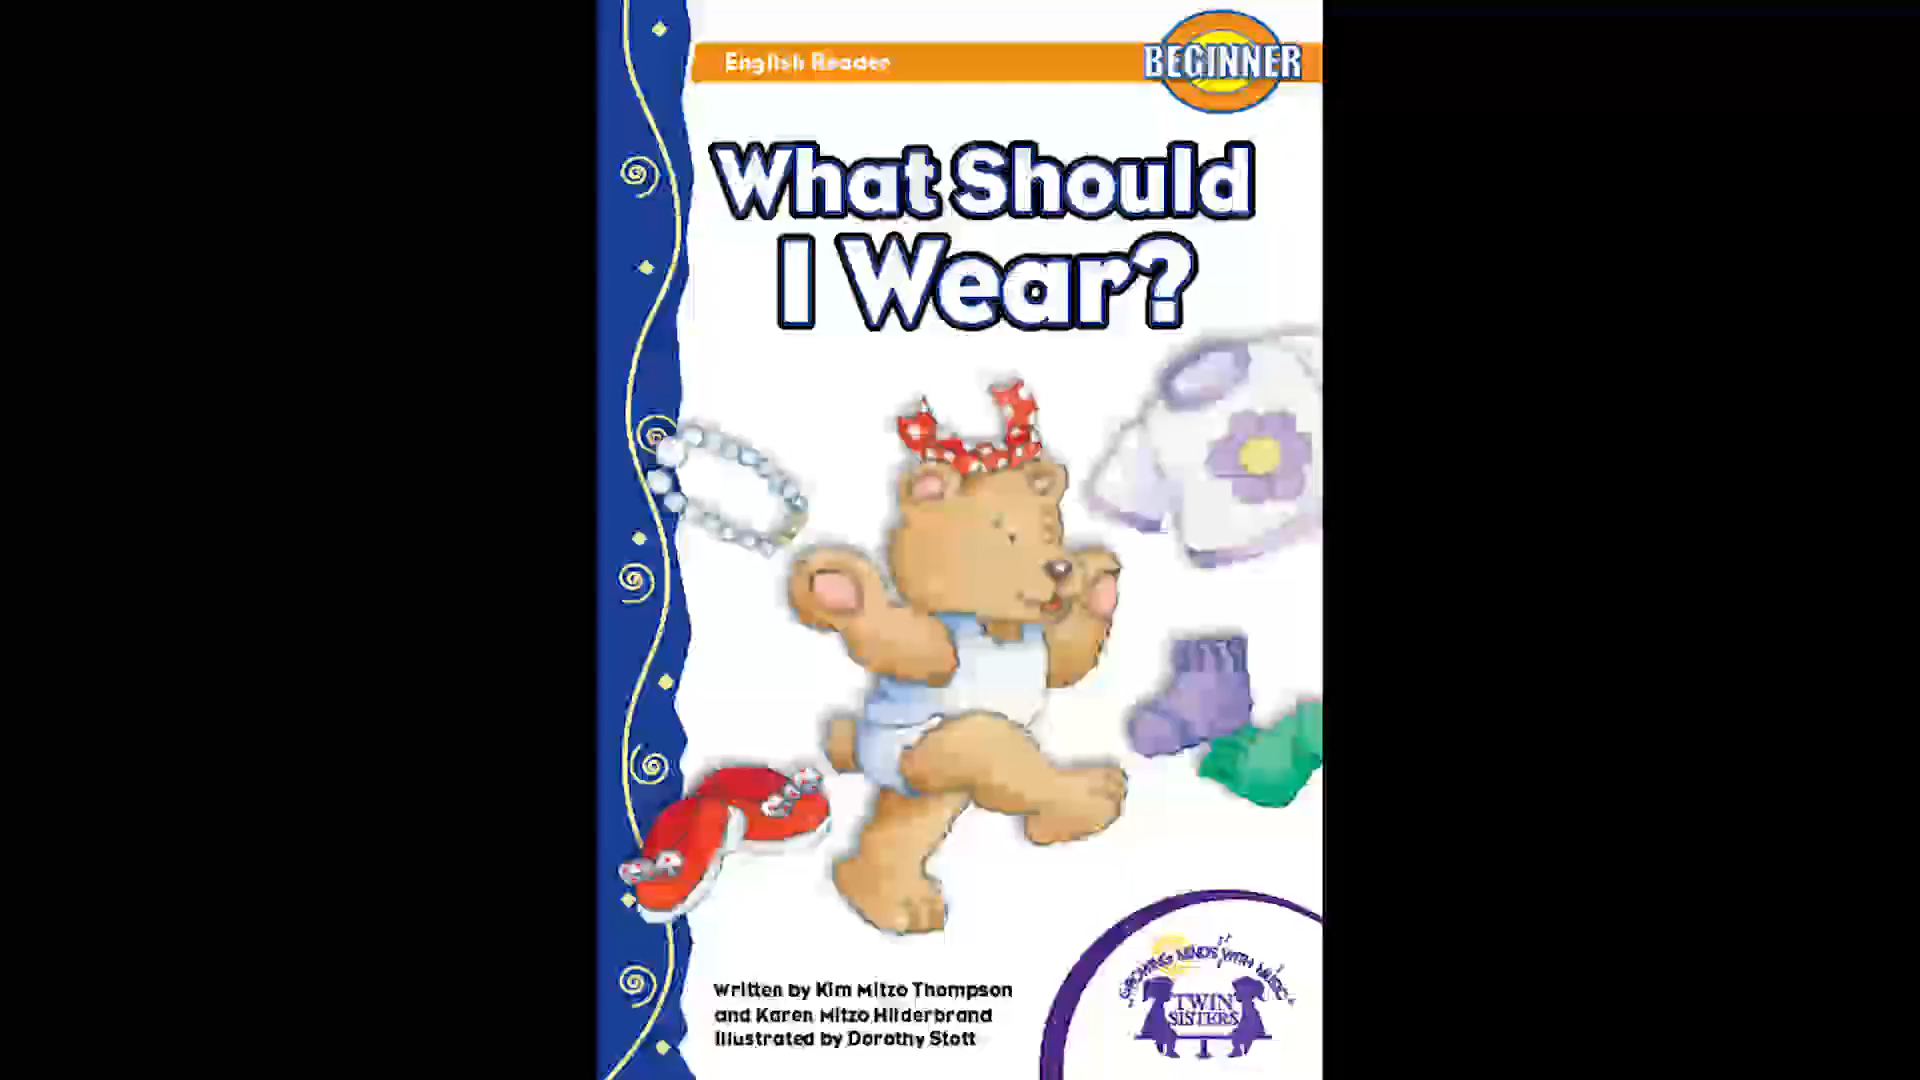 English Reader
BEGINNER
What Should
I Wear?
Written by Kim Mitzo Thompson
and Karen Mitzo Hilderbrand
Illustrated by Dorothy Stott
GROWING MINDS WITH MUSIC
TWIN
SISTERS